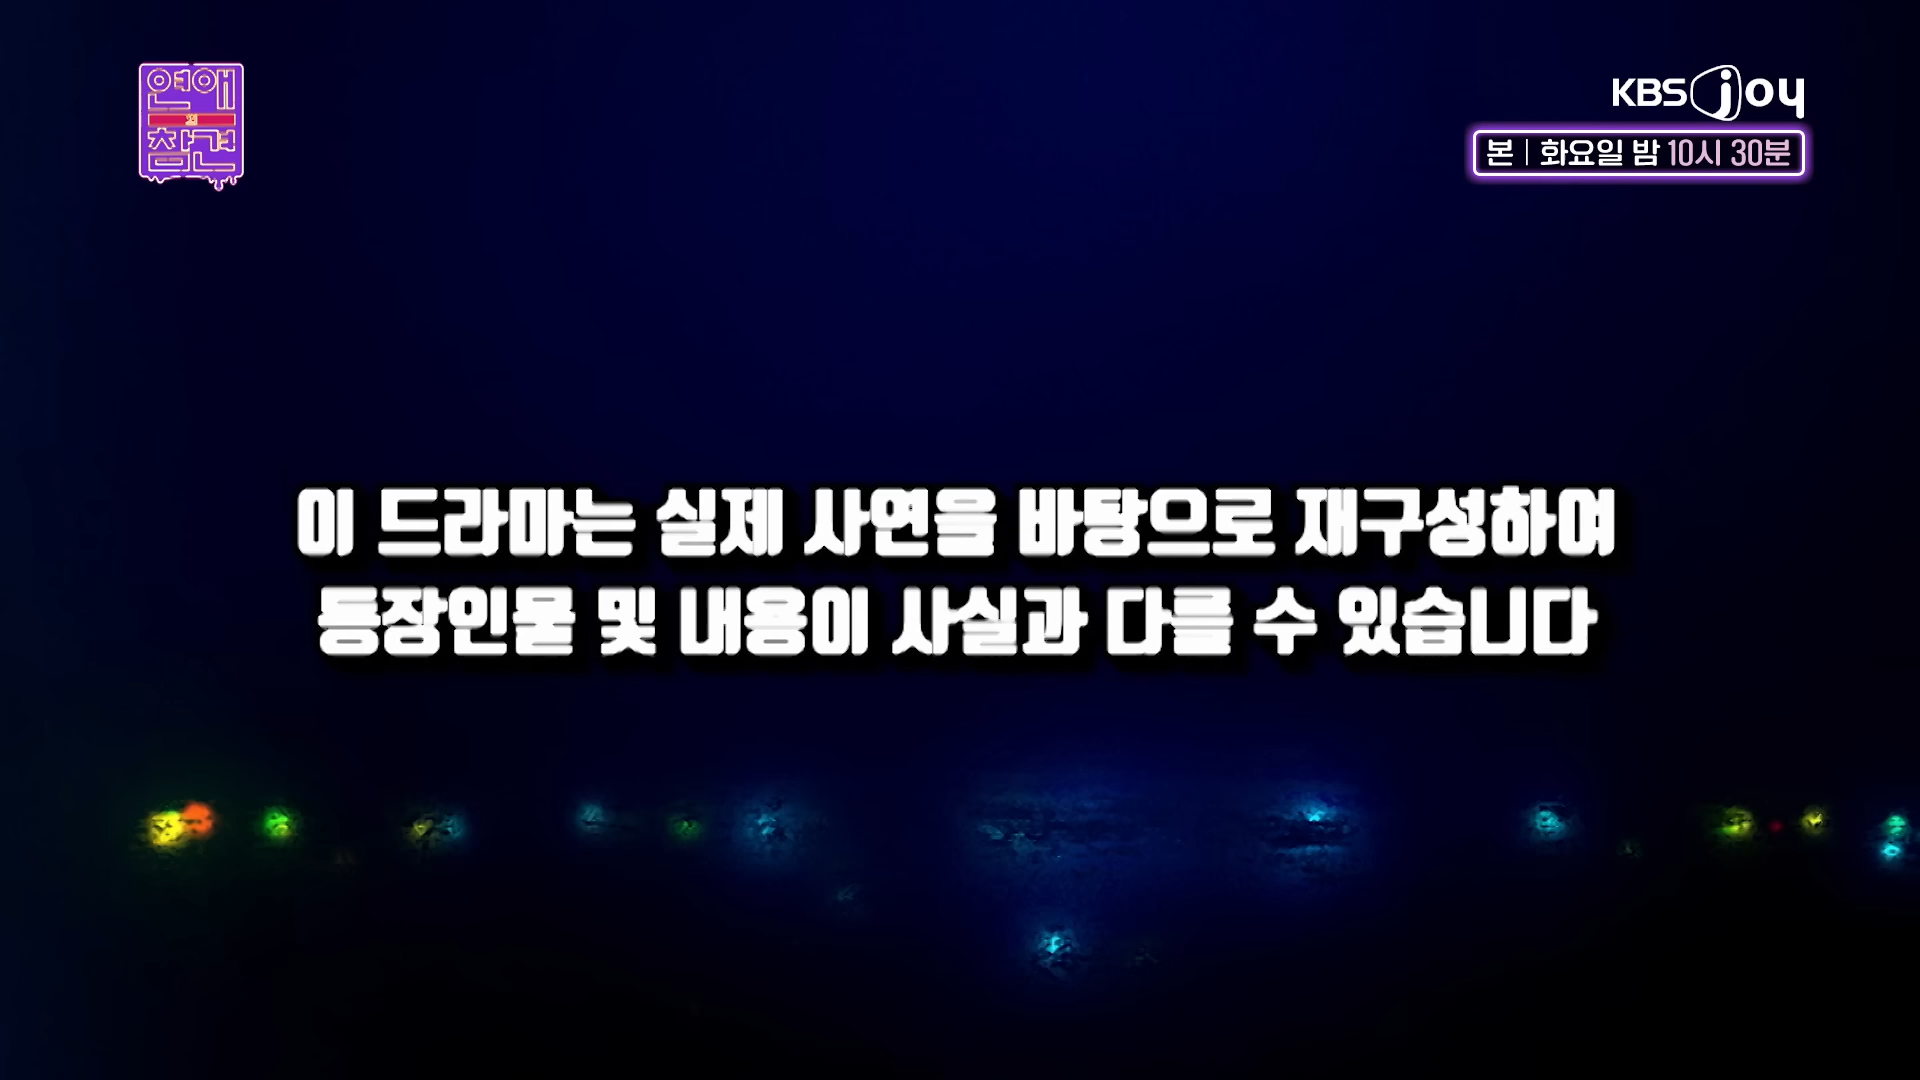 연애
의
참견
KBS joy
본 | 화요일 밤 10시 30분
이 드라마는 실제 사연을 바탕으로 재구성하여
등장인물 및 내용이 사실과 다를 수 있습니다